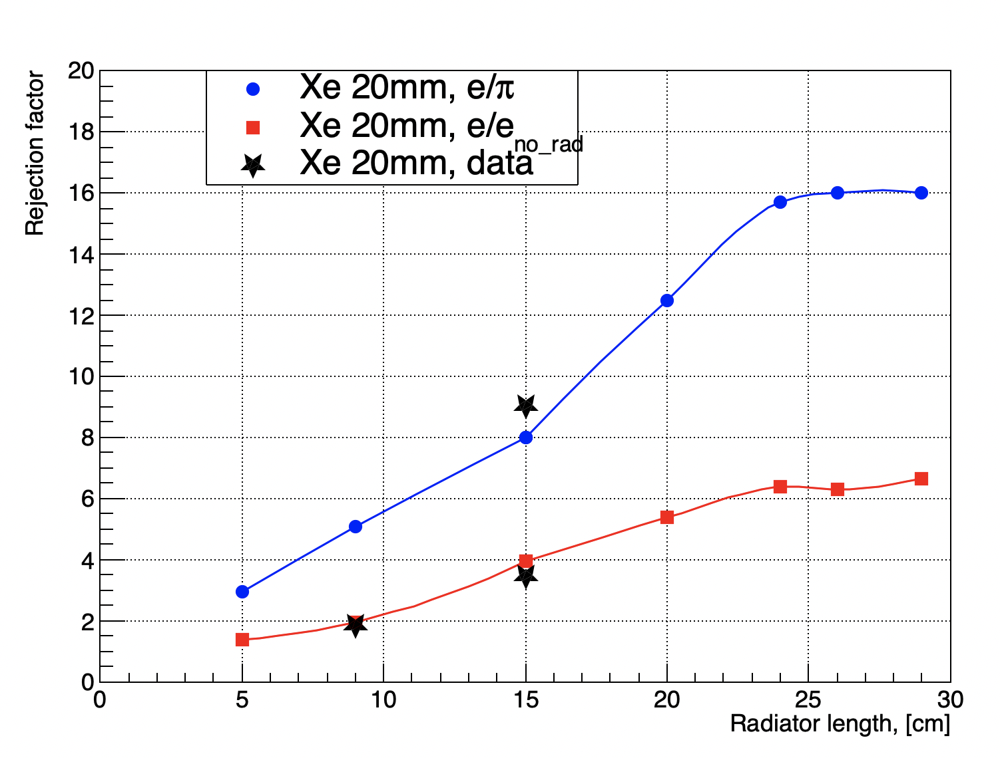 Rejection factor
20
18
16
14
12
10
8
6
4
2
0
Xe 20mm, e/π
Xe 20mm, e/e no_rad
Xe 20mm, data
0 5 10 15 20 25 30
Radiator length, [cm]